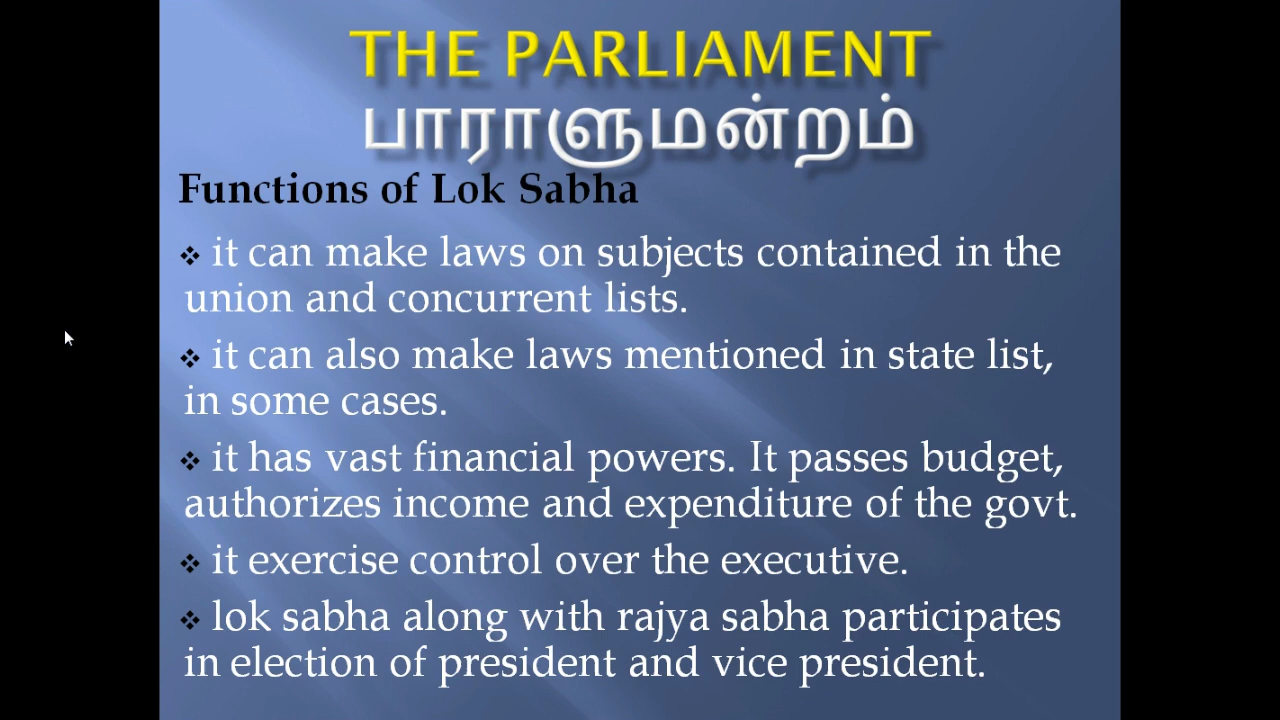 THE PARLIAMENT
பாராளுமன்றம்
Functions of Lok Sabha
❖ it can make laws on subjects contained in the
union and concurrent lists.
❖ it can also make laws mentioned in state list,
in some cases.
❖ it has vast financial powers. It passes budget,
authorizes income and expenditure of the govt.
❖ it exercise control over the executive.
❖ lok sabha along with rajya sabha participates
in election of president and vice president.